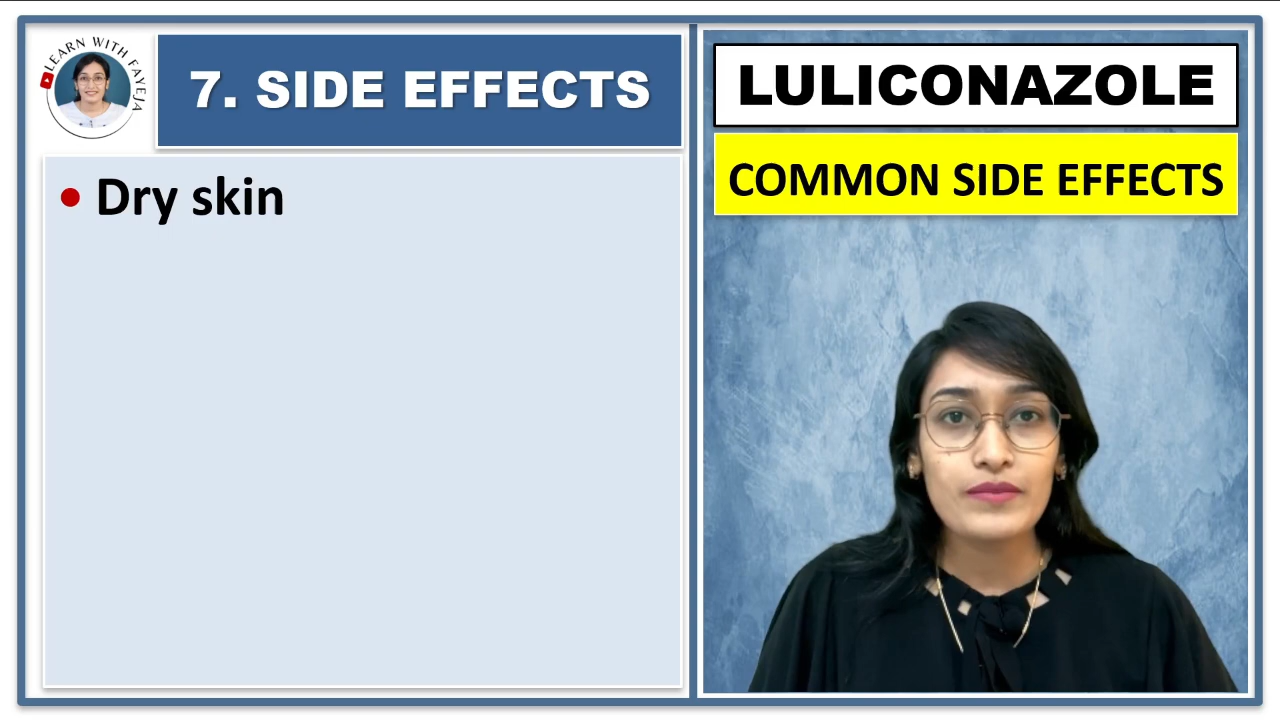 LEARN WITH FAYEJA
7. SIDE EFFECTS
• Dry skin
LULICONAZOLE
COMMON SIDE EFFECTS